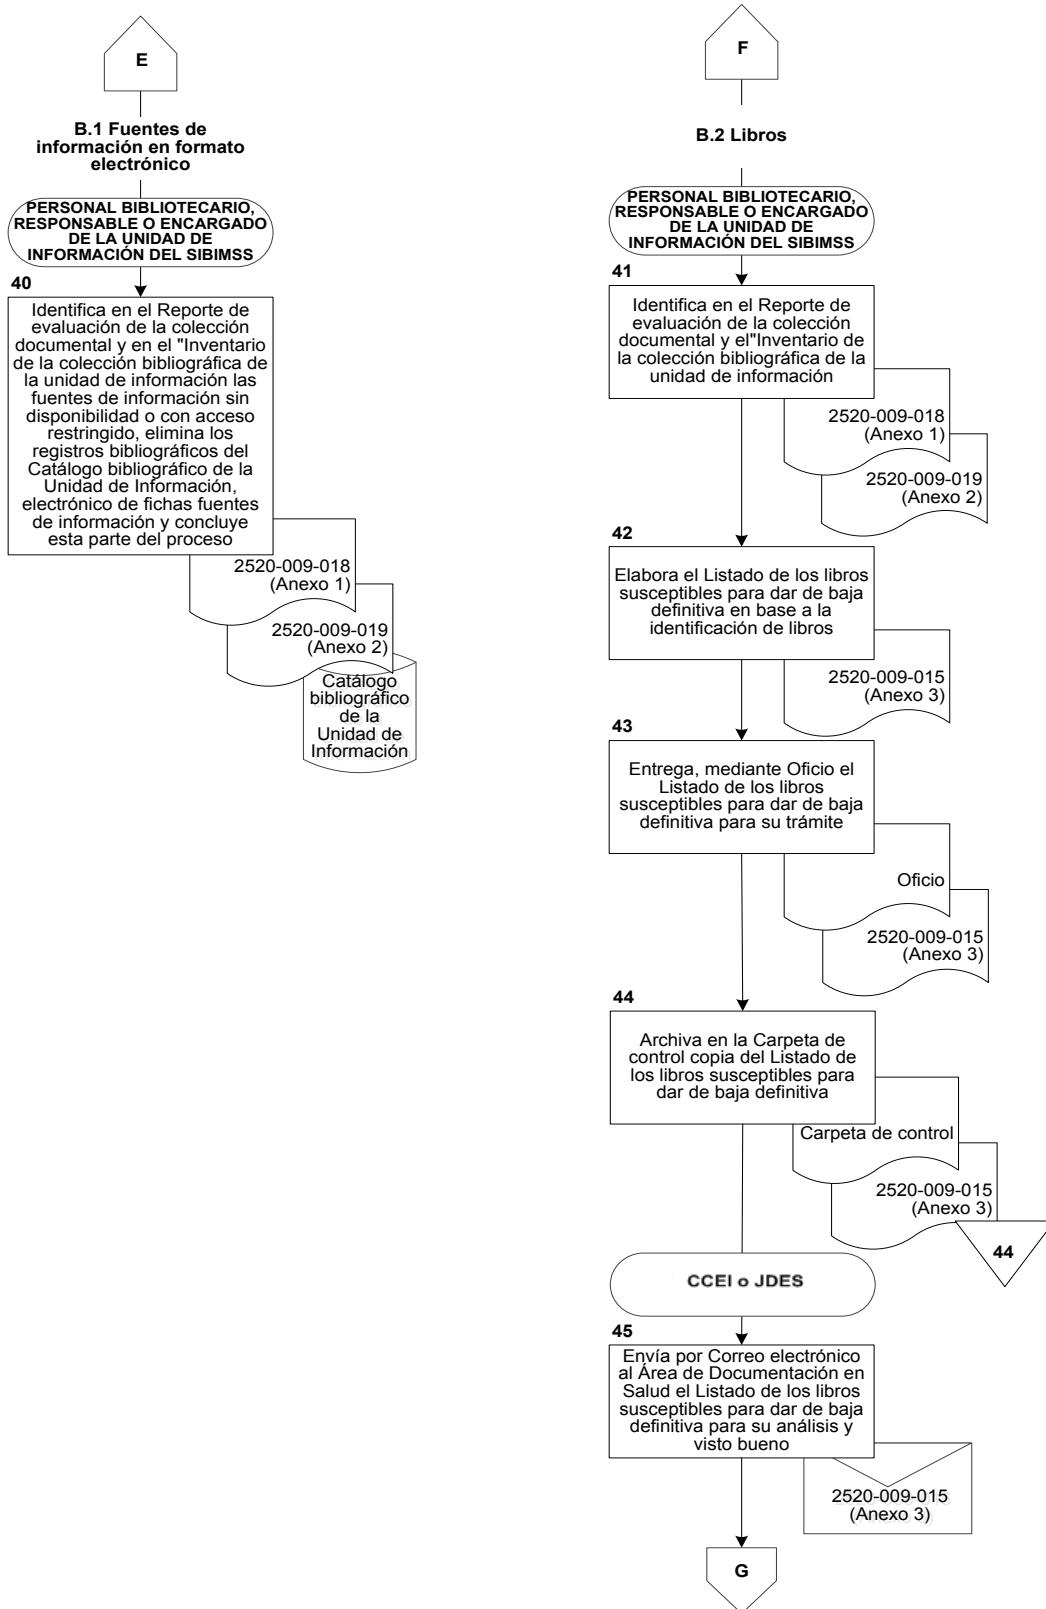 E
B.1 Fuentes de
información en formato
electrónico
PERSONAL BIBLIOTECARIO,
RESPONSABLE O ENCARGADO
DE LA UNIDAD DE
INFORMACIÓN DEL SIBIMSS
40
Identifica en el Reporte de
evaluación de la colección
documental y en el "Inventario
de la colección bibliográfica de
la unidad de información las
fuentes de información sin
disponibilidad o con acceso
restringido, elimina los
registros bibliográficos del
Catálogo bibliográfico de la
Unidad de Información,
electrónico de fichas fuentes
de información y concluye
esta parte del proceso
2520-009-018
(Anexo 1)
2520-009-019
(Anexo 2)
Catálogo
bibliográfico
de la
Unidad de
Información
F
B.2 Libros
PERSONAL BIBLIOTECARIO,
RESPONSABLE O ENCARGADO
DE LA UNIDAD DE
INFORMACIÓN DEL SIBIMSS
41
Identifica en el Reporte de
evaluación de la colección
documental y el"Inventario de
la colección bibliográfica de la
unidad de información
2520-009-018
(Anexo 1)
2520-009-019
(Anexo 2)
42
Elabora el Listado de los libros
susceptibles para dar de baja
definitiva en base a la
identificación de libros
2520-009-015
(Anexo 3)
43
Entrega, mediante Oficio el
Listado de los libros
susceptibles para dar de baja
definitiva para su trámite
Oficio
2520-009-015
(Anexo 3)
44
Archiva en la Carpeta de
control copia del Listado de
los libros susceptibles para
dar de baja definitiva
Carpeta de control
2520-009-015
(Anexo 3)
44
CCEI o JDES
45
Envía por Correo electrónico
al Área de Documentación en
Salud el Listado de los libros
susceptibles para dar de baja
definitiva para su análisis y
visto bueno
2520-009-015
(Anexo 3)
G